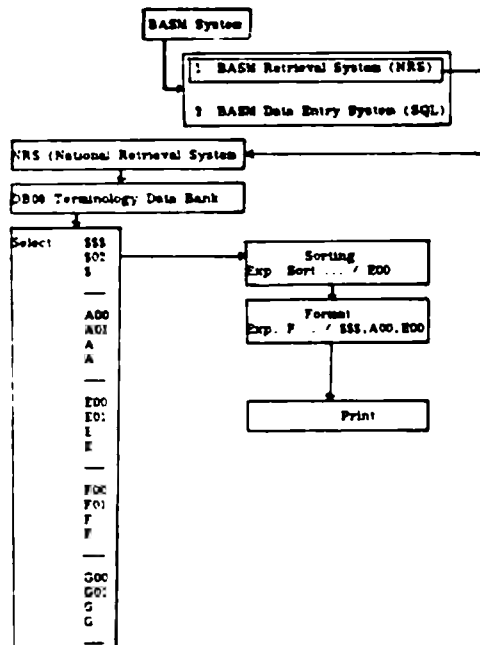 BASM System
1 BASM Retrieval System (NRS)
2 BASM Data Entry System (SQL)
NRS (National Retrieval System
DB00 Terminology Data Bank
Select $$$
$02
$
—
A00
A01
A
A
—
E00
E01
E
E
—
F00
F01
F
F
—
G00
G01
G
G
—
Sorting
Exp. Sort ... / E00
Format
Exp. F .. / $$$,A00,E00
Print